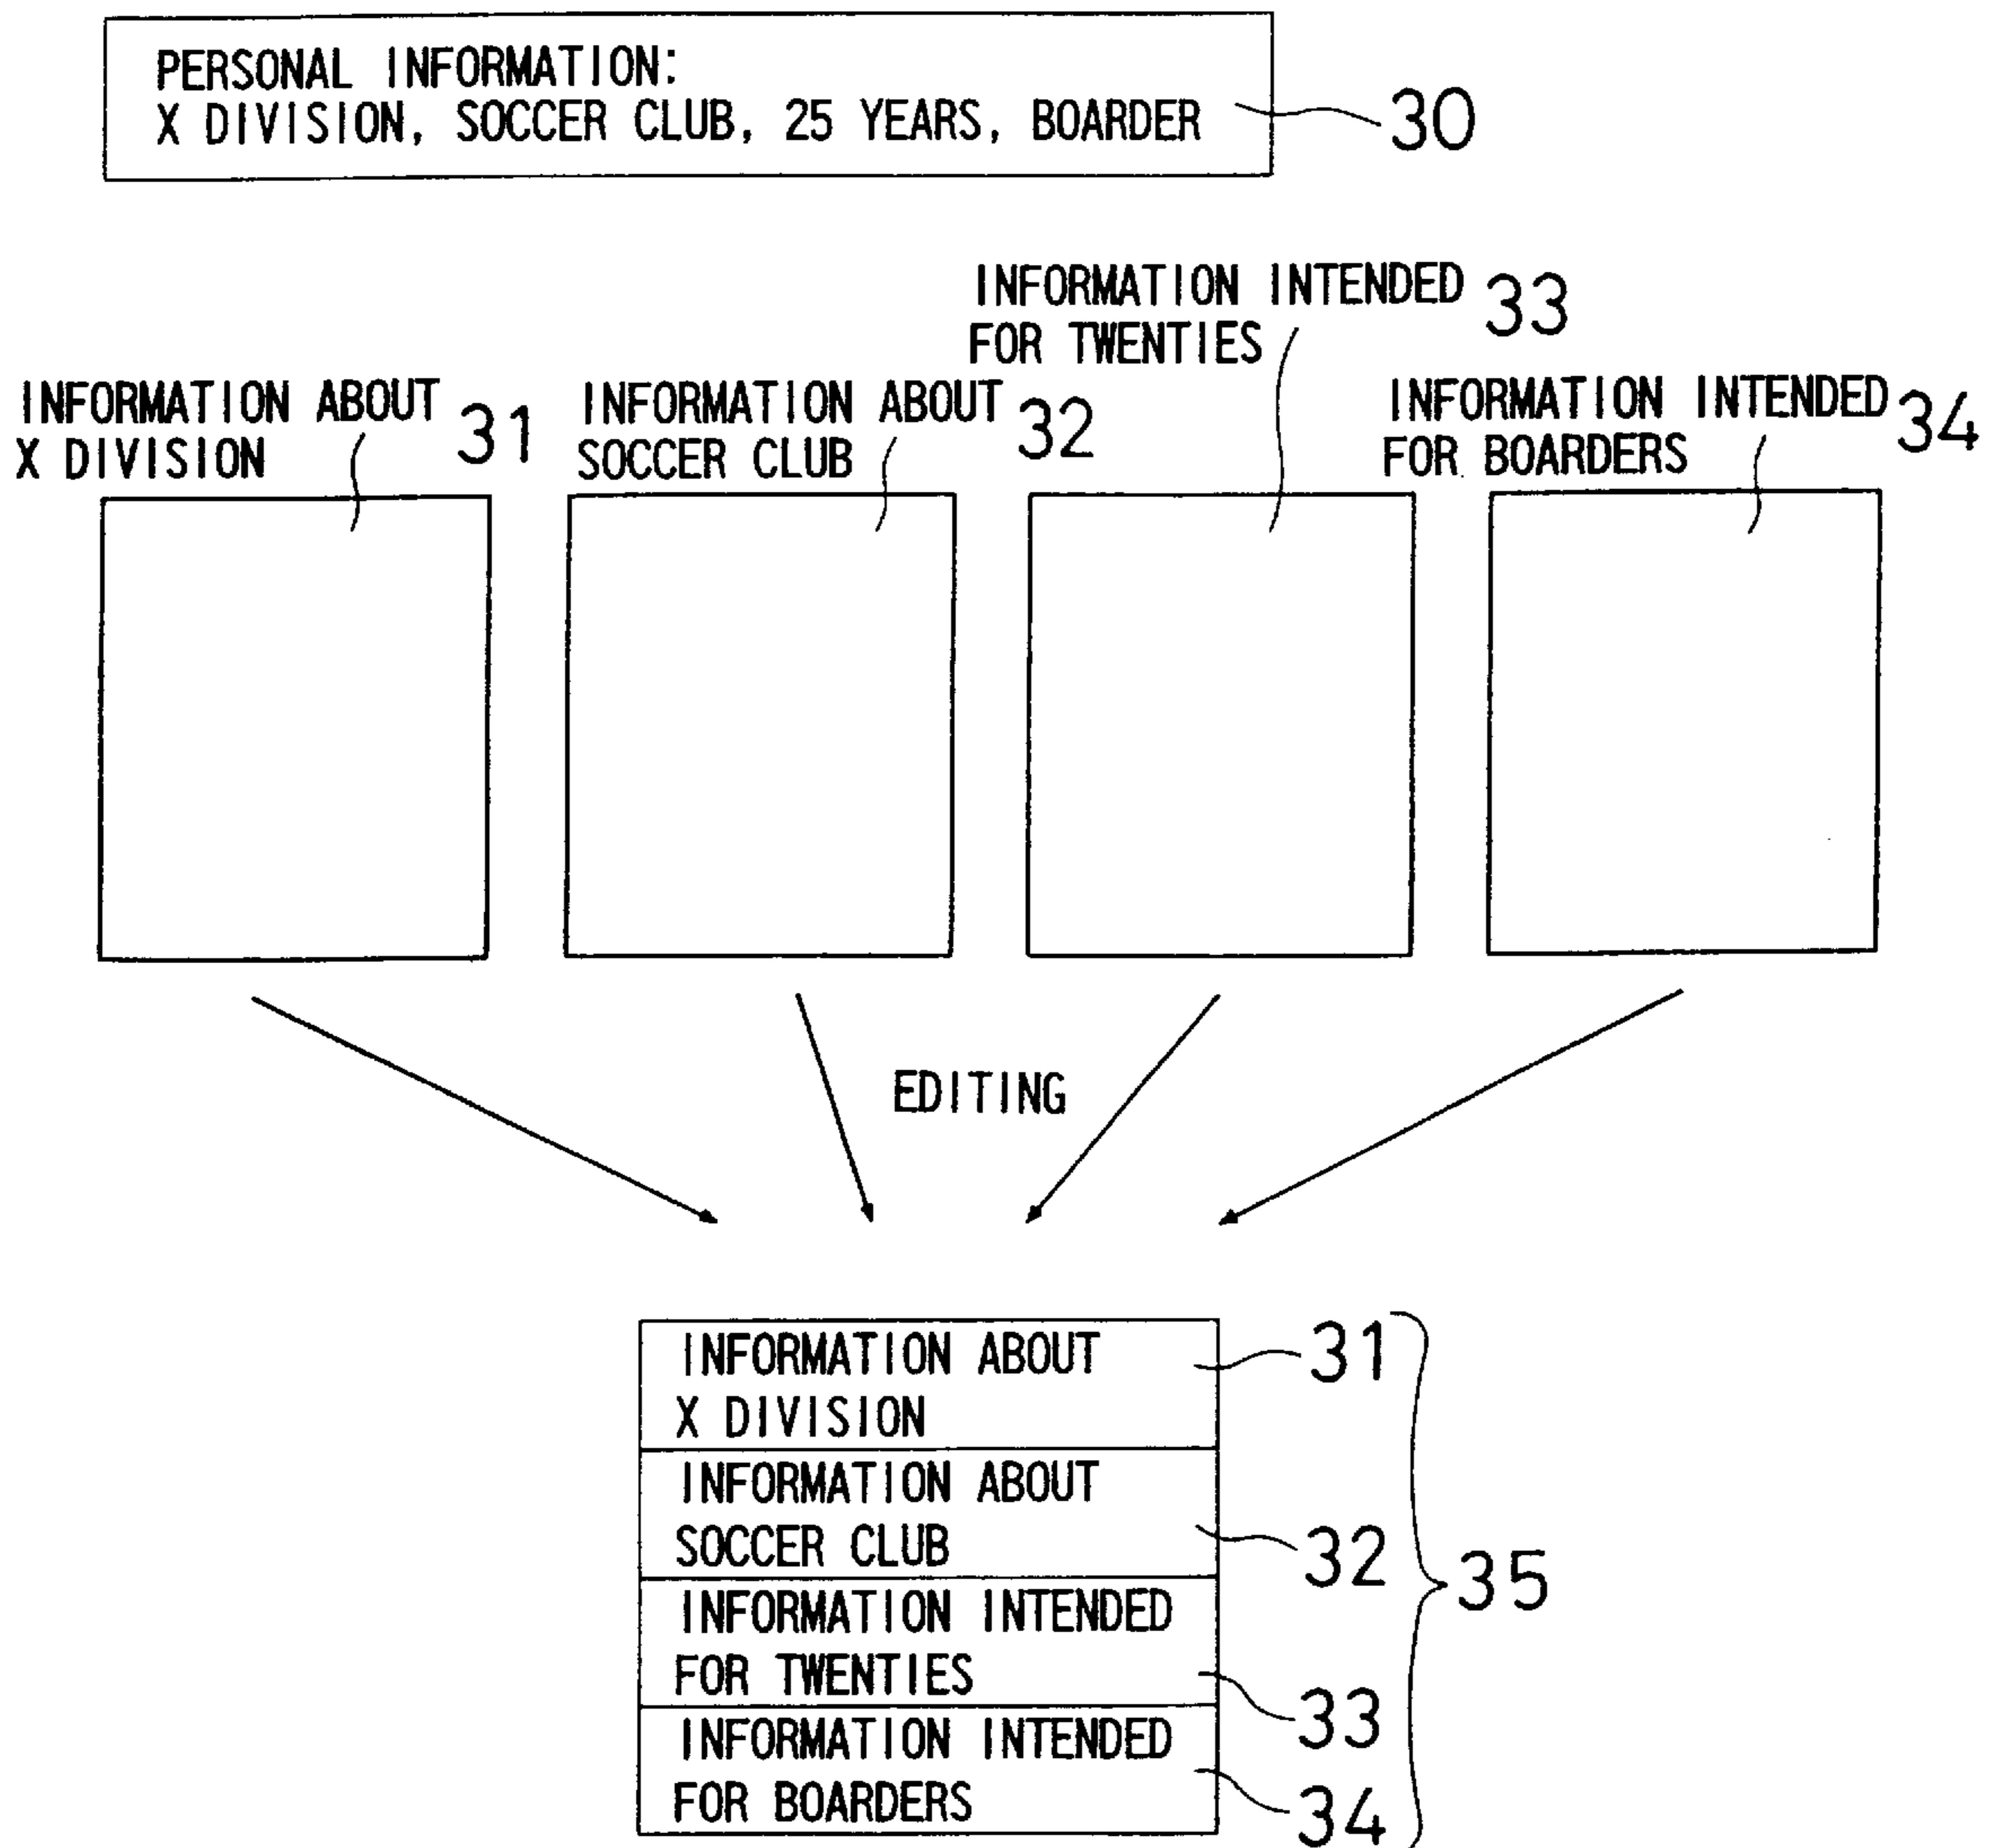 PERSONAL INFORMATION:
X DIVISION, SOCCER CLUB, 25 YEARS, BOARDER
30
INFORMATION INTENDED
FOR TWENTIES
33
INFORMATION ABOUT
X DIVISION
31
INFORMATION ABOUT
SOCCER CLUB
32
INFORMATION INTENDED
FOR BOARDERS
34
EDITING
INFORMATION ABOUT
X DIVISION
31
INFORMATION ABOUT
SOCCER CLUB
32
INFORMATION INTENDED
FOR TWENTIES
33
INFORMATION INTENDED
FOR BOARDERS
34
35